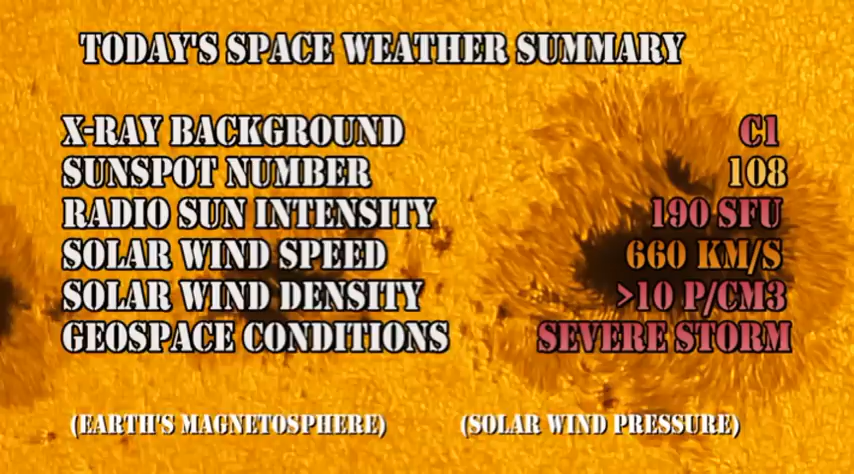 TODAY'S SPACE WEATHER SUMMARY
X-RAY BACKGROUND C1
SUNSPOT NUMBER 108
RADIO SUN INTENSITY 190 SFU
SOLAR WIND SPEED 660 KM/S
SOLAR WIND DENSITY >10 P/CM3
GEOSPACE CONDITIONS SEVERE STORM
(EARTH'S MAGNETOSPHERE) (SOLAR WIND PRESSURE)